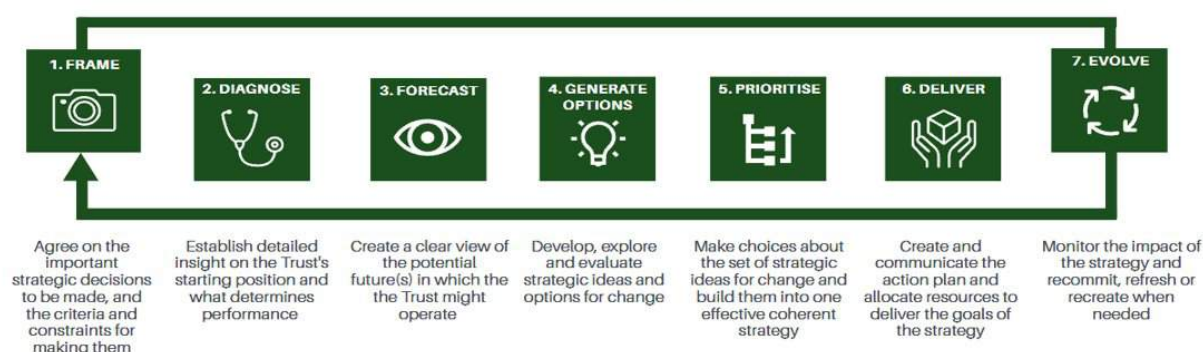 1. FRAME
2. DIAGNOSE
3. FORECAST
4. GENERATE
OPTIONS
5. PRIORITISE
6. DELIVER
7. EVOLVE
Agree on the
important
strategic decisions
to be made, and
the criteria and
constraints for
making them
Establish detailed
insight on the Trust's
starting position and
what determines
performance
Create a clear view of
the potential
future(s) in which the
the Trust might
operate
Develop, explore
and evaluate
strategic ideas and
options for change
Make choices about
the set of strategic
ideas for change and
build them into one
effective coherent
strategy
Create and
communicate the
action plan and
allocate resources to
deliver the goals of
the strategy
Monitor the impact of
the strategy and
recommit, refresh or
recreate when
needed